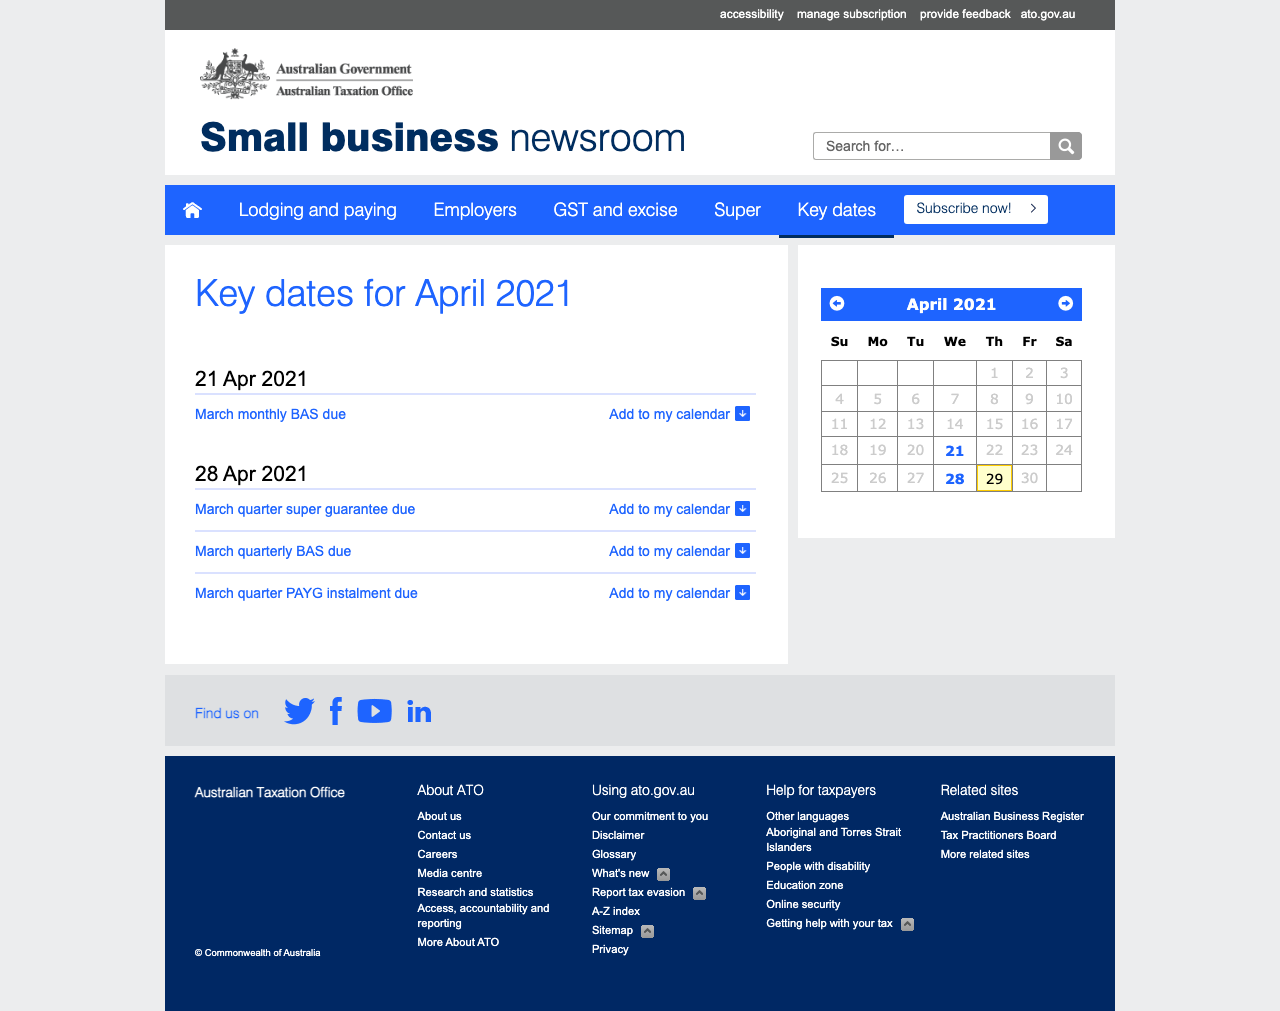 accessibility manage subscription provide feedback ato.gov.au
Australian Government
Australian Taxation Office
Small business newsroom
Search for...
Lodging and paying Employers GST and excise Super Key dates Subscribe now!
Key dates for April 2021
21 Apr 2021
March monthly BAS due Add to my calendar
28 Apr 2021
March quarter super guarantee due Add to my calendar
March quarterly BAS due Add to my calendar
March quarter PAYG instalment due Add to my calendar
April 2021
Su Mo Tu We Th Fr Sa
1 2 3
4 5 6 7 8 9 10
11 12 13 14 15 16 17
18 19 20 21 22 23 24
25 26 27 28 29 30
Find us on
Australian Taxation Office
© Commonwealth of Australia
About ATO
About us
Contact us
Careers
Media centre
Research and statistics
Access, accountability and
reporting
More About ATO
Using ato.gov.au
Our commitment to you
Disclaimer
Glossary
What's new
Report tax evasion
A-Z index
Sitemap
Privacy
Help for taxpayers
Other languages
Aboriginal and Torres Strait
Islanders
People with disability
Education zone
Online security
Getting help with your tax
Related sites
Australian Business Register
Tax Practitioners Board
More related sites